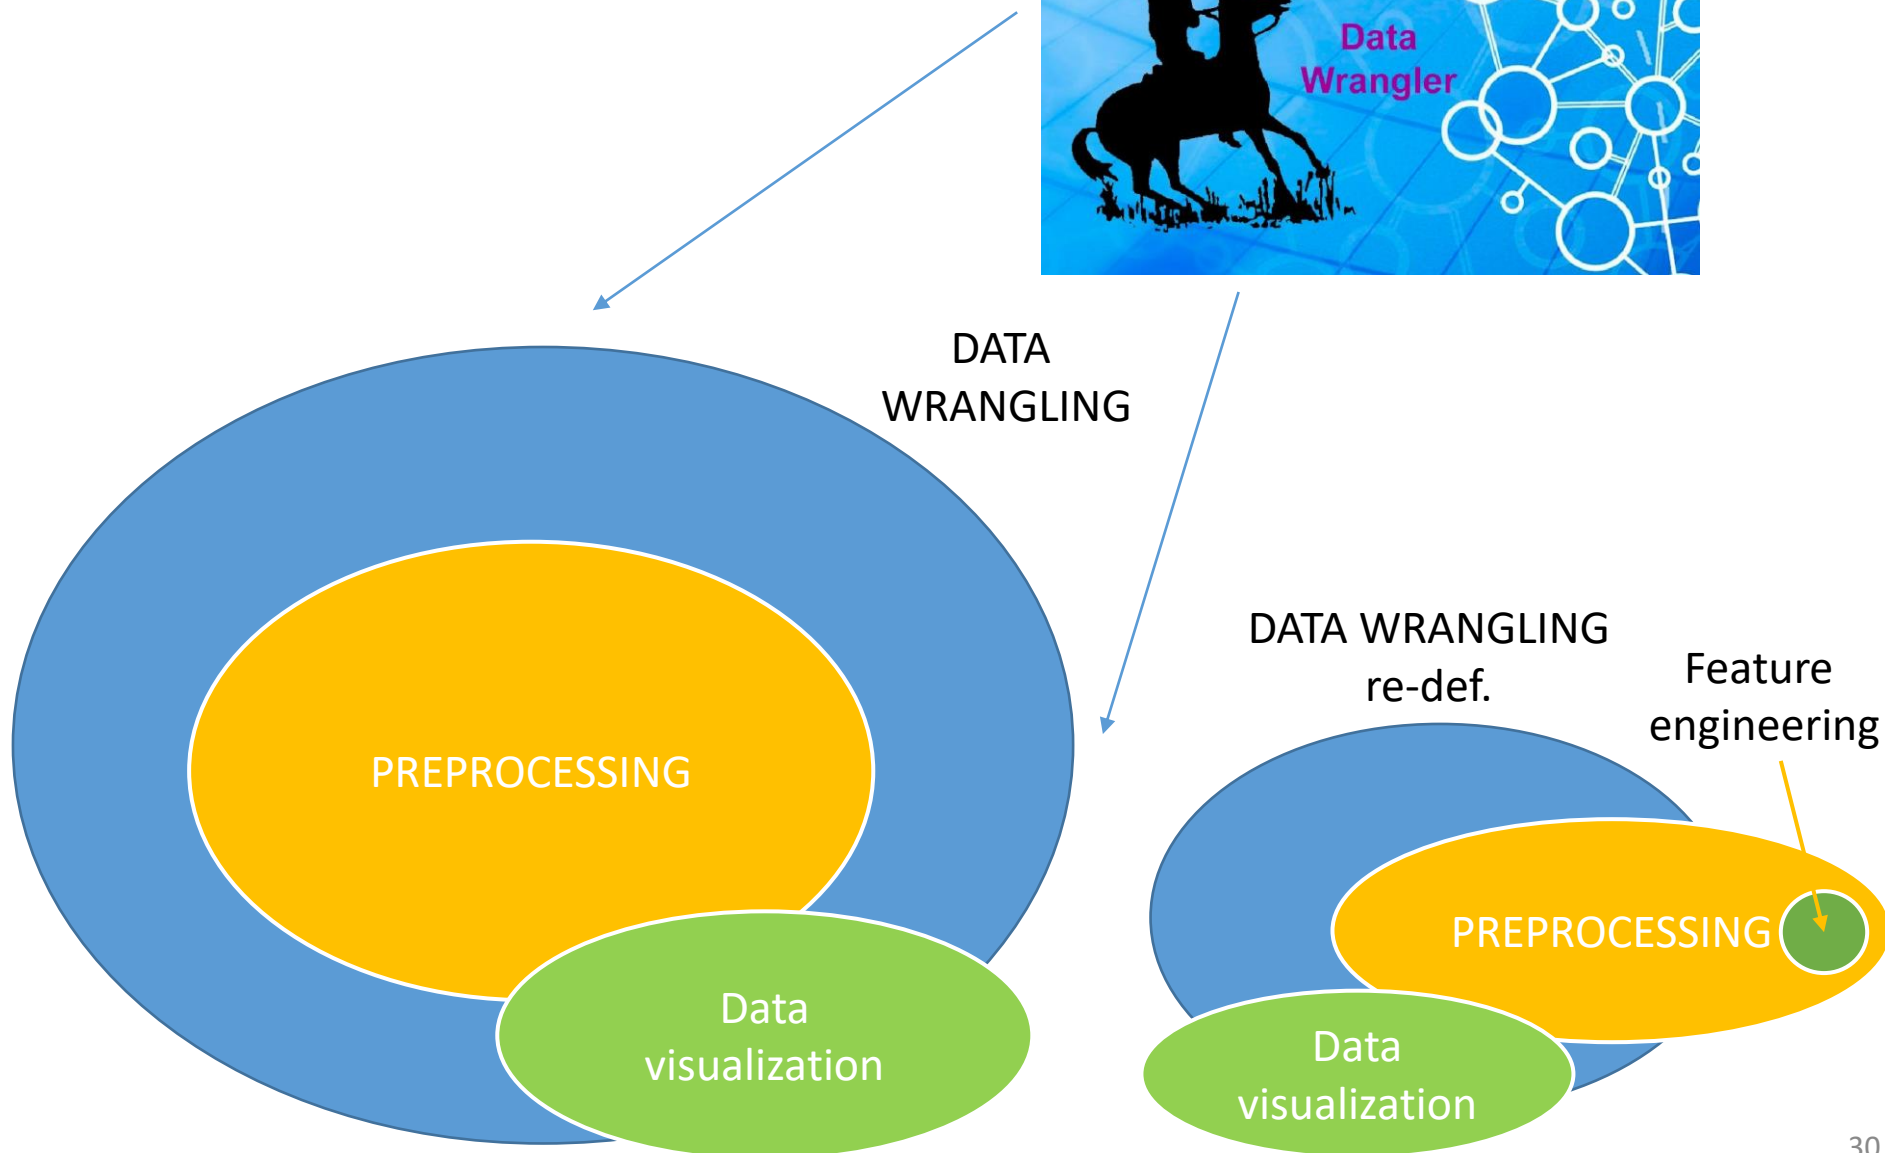 Data
Wrangler
DATA
WRANGLING
PREPROCESSING
Data
visualization
DATA WRANGLING
re-def.
Feature
engineering
PREPROCESSING
Data
visualization
30